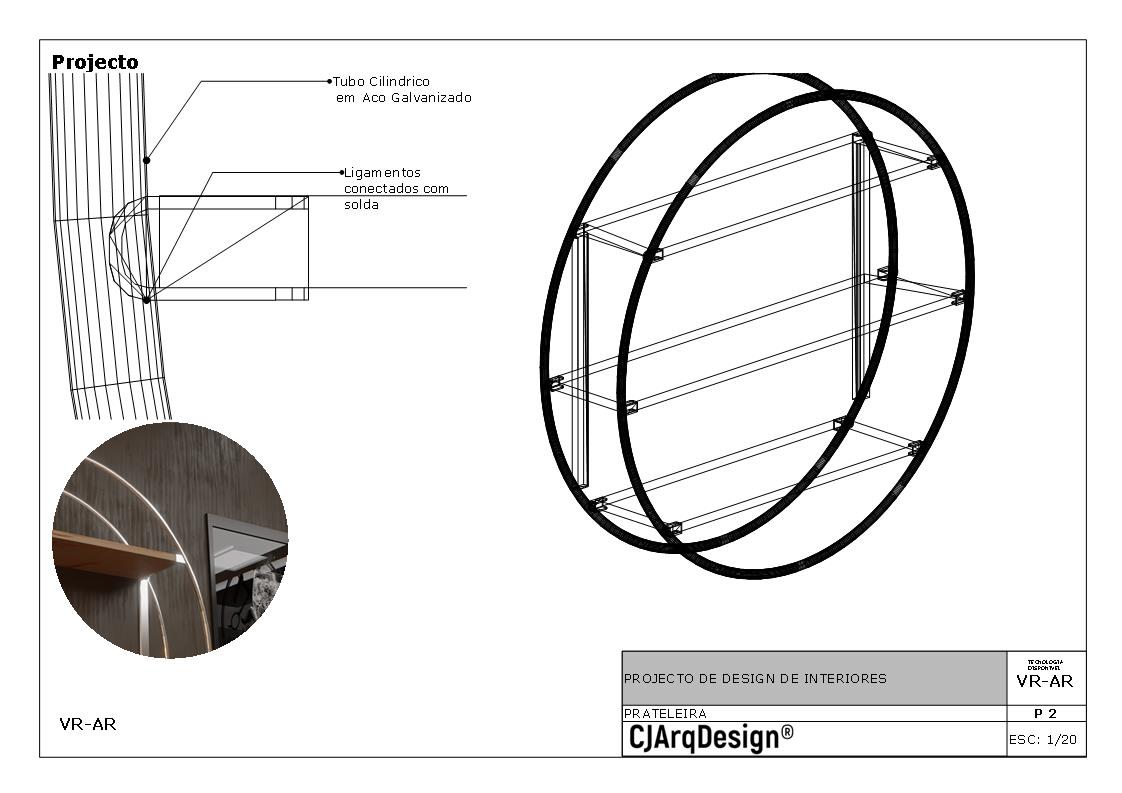 Projecto
Tubo Cilindrico
em Aco Galvanizado
Ligamentos
conectados com
solda
VR-AR
PROJECTO DE DESIGN DE INTERIORES
TECNOLOGIA
DISPONTVEL
VR-AR
PRATELEIRA
P 2
CJArqDesign®
ESC: 1/20